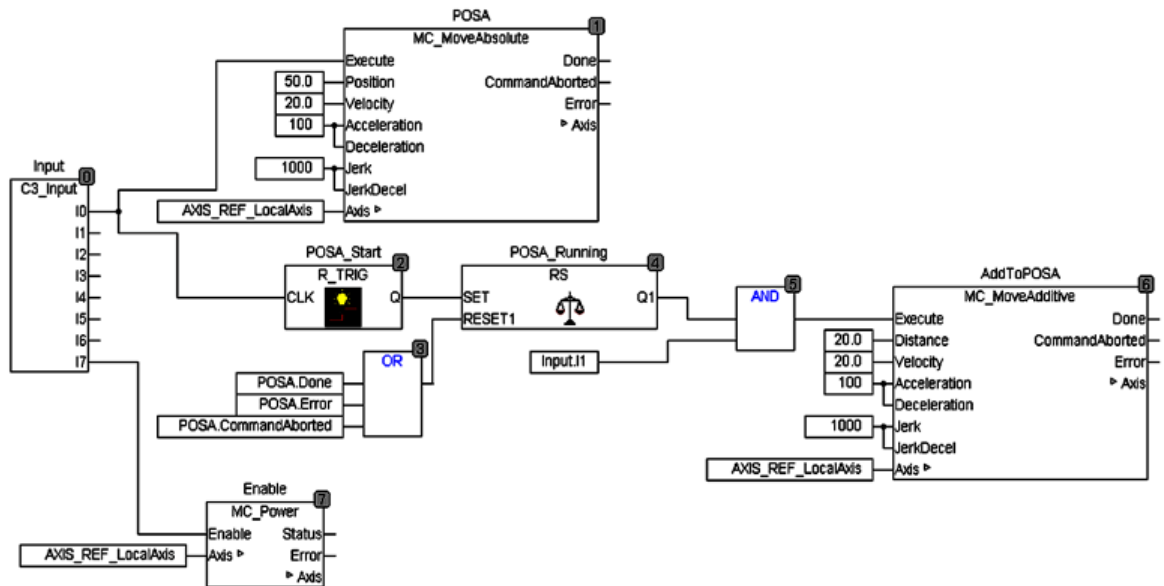 POSA
1
MC_MoveAbsolute
Execute Done
50.0 Position CommandAborted
20.0 Velocity Error
100 Acceleration Axis
Deceleration
1000 Jerk
JerkDecel
AXIS_REF_LocalAxis Axis
Input
0
C3_Input
I0
I1
I2
I3
I4
I5
I6
I7
POSA_Start
2
R_TRIG
CLK Q
POSA_Running
4
RS
SET Q1
RESET1
3
OR
POSA.Done
POSA.Error
POSA.CommandAborted
5
AND
Input.I1
AddToPOSA
6
MC_MoveAdditive
Execute Done
20.0 Distance CommandAborted
20.0 Velocity Error
100 Acceleration Axis
Deceleration
1000 Jerk
JerkDecel
AXIS_REF_LocalAxis Axis
Enable
7
MC_Power
Enable Status
AXIS_REF_LocalAxis Axis Error
Axis